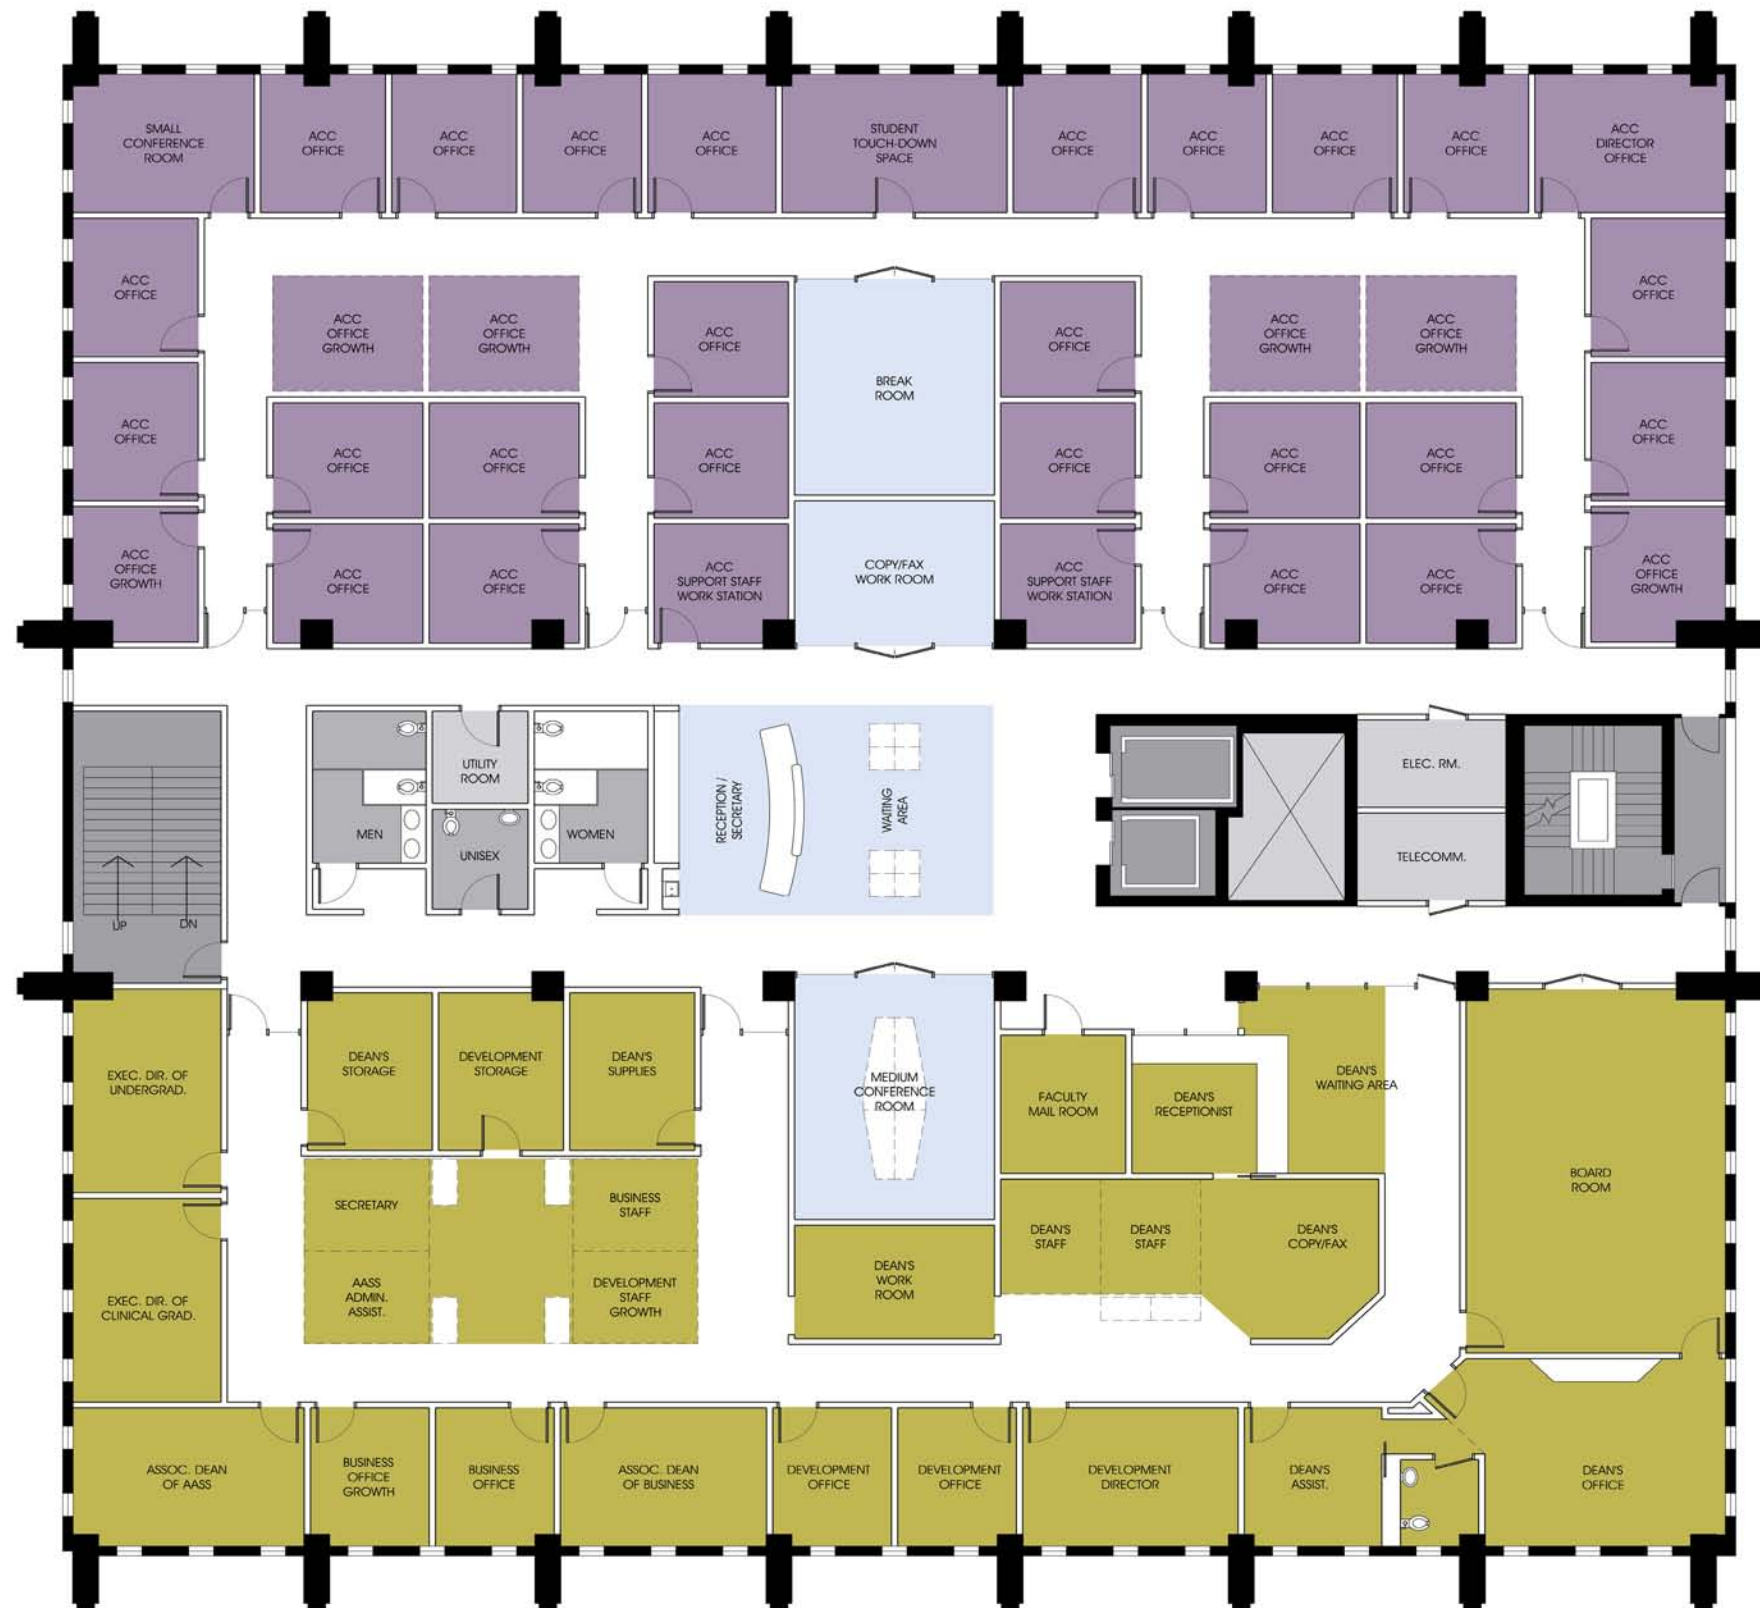 SMALL
CONFERENCE
ROOM
ACC
OFFICE
ACC
OFFICE
ACC
OFFICE
ACC
OFFICE
STUDENT
TOUCH-DOWN
SPACE
ACC
OFFICE
ACC
OFFICE
ACC
OFFICE
ACC
OFFICE
ACC
DIRECTOR
OFFICE
ACC
OFFICE
ACC
OFFICE
GROWTH
ACC
OFFICE
GROWTH
ACC
OFFICE
ACC
OFFICE
ACC
OFFICE
GROWTH
ACC
OFFICE
GROWTH
ACC
OFFICE
BREAK
ROOM
ACC
OFFICE
ACC
OFFICE
ACC
OFFICE
ACC
OFFICE
ACC
OFFICE
ACC
OFFICE
ACC
OFFICE
ACC
OFFICE
ACC
OFFICE
ACC
OFFICE
GROWTH
ACC
OFFICE
ACC
OFFICE
ACC
SUPPORT STAFF
WORK STATION
COPY/FAX
WORK ROOM
ACC
SUPPORT STAFF
WORK STATION
ACC
OFFICE
ACC
OFFICE
ACC
OFFICE
GROWTH
UTILITY
ROOM
MEN
UNISEX
WOMEN
RECEPTION /
SECRETARY
WAITING
AREA
ELEC. RM.
TELECOMM.
UP
DN
EXEC. DIR. OF
UNDERGRAD.
DEAN'S
STORAGE
DEVELOPMENT
STORAGE
DEAN'S
SUPPLIES
MEDIUM
CONFERENCE
ROOM
FACULTY
MAIL ROOM
DEAN'S
RECEPTIONIST
DEAN'S
WAITING AREA
BOARD
ROOM
SECRETARY
BUSINESS
STAFF
DEAN'S
STAFF
DEAN'S
STAFF
DEAN'S
COPY/FAX
EXEC. DIR. OF
CLINICAL GRAD.
AASS
ADMIN.
ASSIST.
DEVELOPMENT
STAFF
GROWTH
DEAN'S
WORK
ROOM
ASSOC. DEAN
OF AASS
BUSINESS
OFFICE
GROWTH
BUSINESS
OFFICE
ASSOC. DEAN
OF BUSINESS
DEVELOPMENT
OFFICE
DEVELOPMENT
OFFICE
DEVELOPMENT
DIRECTOR
DEAN'S
ASSIST.
DEAN'S
OFFICE